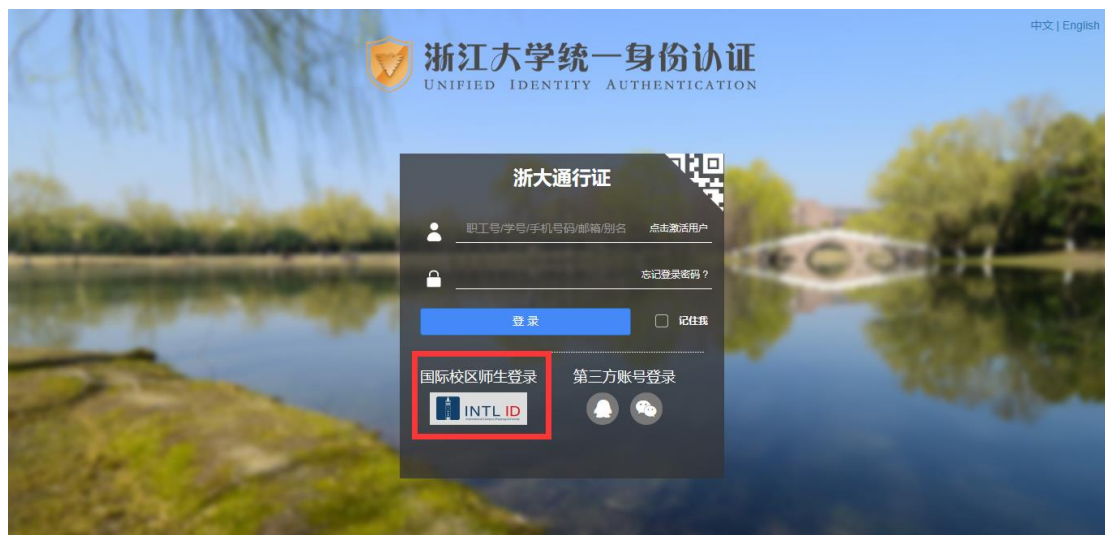 中文 | English
浙江大学统一身份认证
UNIFIED IDENTITY AUTHENTICATION
浙大通行证
职工号/学号/手机号码/邮箱/别名 点击激活用户
忘记登录密码？
登 录 记住我
国际校区师生登录 第三方账号登录
INTL ID